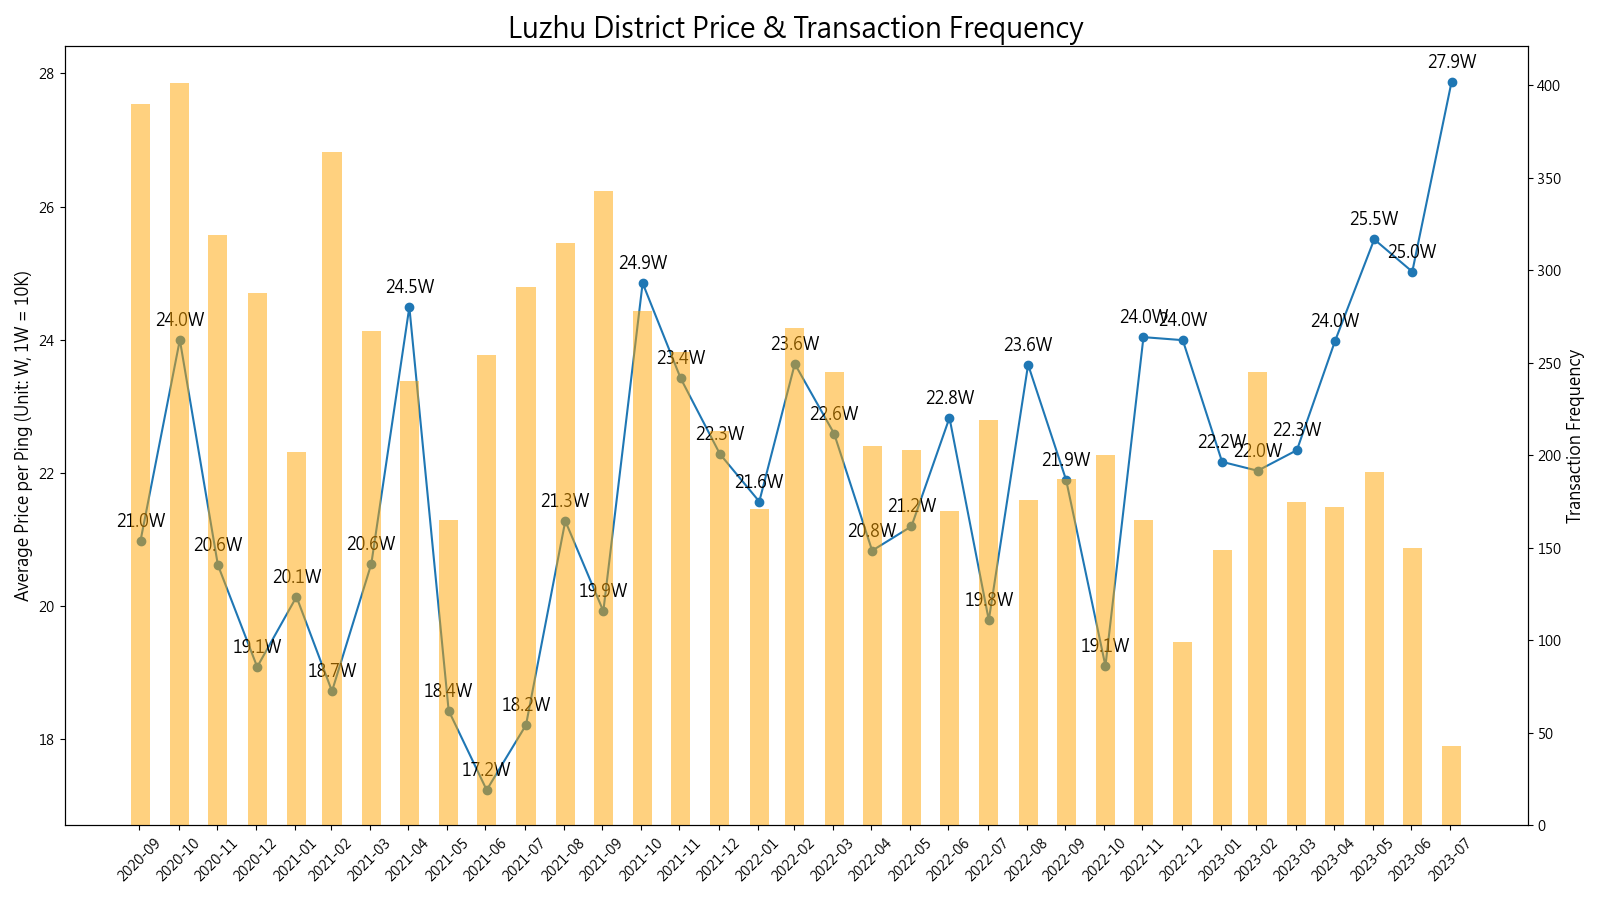 Luzhu District Price & Transaction Frequency
Average Price per Ping (Unit: W, 1W = 10K)
28
26
24
22
20
18
21.0W
24.0W
20.6W
19.1W
20.1W
18.7W
20.6W
24.5W
18.4W
17.2W
18.2W
21.3W
19.9W
24.9W
23.4W
22.3W
21.6W
23.6W
22.6W
20.8W
21.2W
22.8W
19.8W
23.6W
21.9W
19.1W
24.0W
24.0W
22.2W
22.0W
22.3W
24.0W
25.5W
25.0W
27.9W
400
350
300
250
200
150
100
50
0
Transaction Frequency
2020-09
2020-10
2020-11
2020-12
2021-01
2021-02
2021-03
2021-04
2021-05
2021-06
2021-07
2021-08
2021-09
2021-10
2021-11
2021-12
2022-01
2022-02
2022-03
2022-04
2022-05
2022-06
2022-07
2022-08
2022-09
2022-10
2022-11
2022-12
2023-01
2023-02
2023-03
2023-04
2023-05
2023-06
2023-07